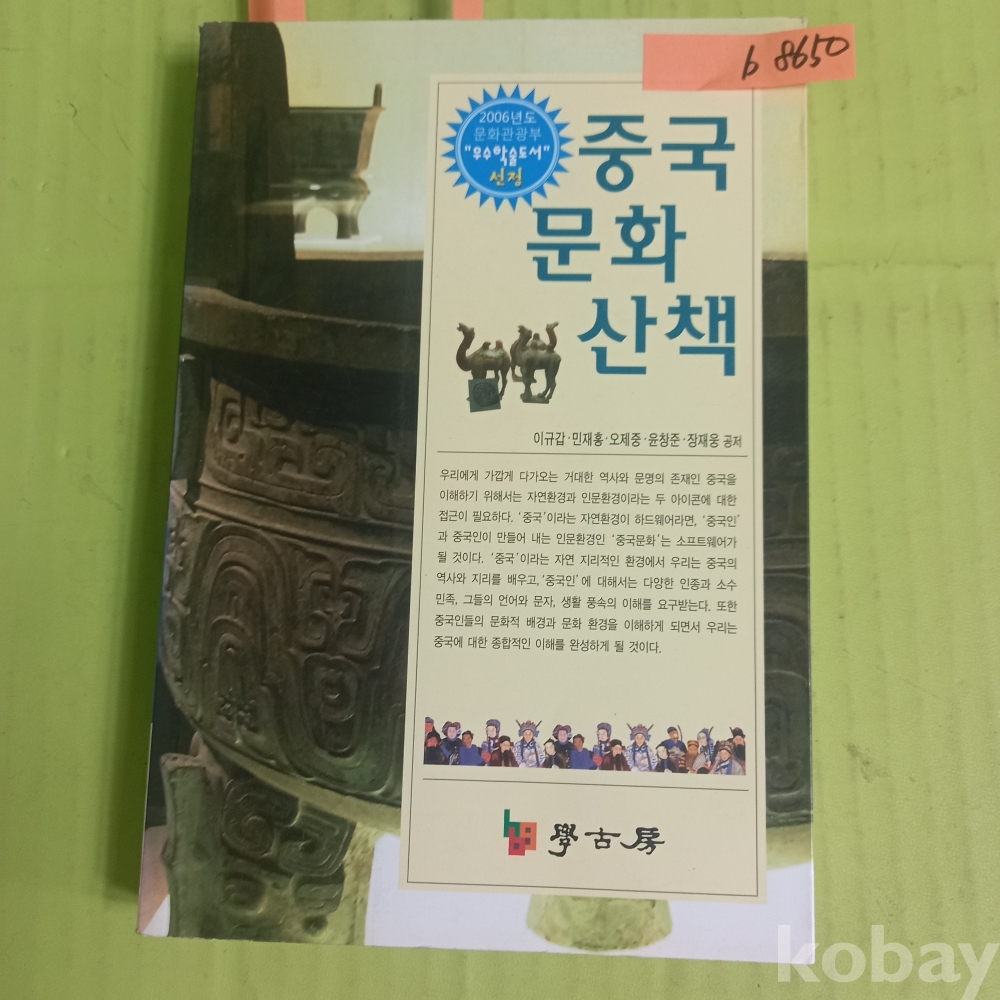 b 8650
2006년도
문화관광부
"우수학술도서"
선정
중국
문화
산책
이규갑·민재홍·오제중·윤창준·장재웅 공저
우리에게 가깝게 다가오는 거대한 역사와 문명의 존재인 중국을
이해하기 위해서는 자연환경과 인문환경이라는 두 아이콘에 대한
접근이 필요하다. '중국'이라는 자연환경이 하드웨어라면, '중국인'
과 중국인이 만들어 내는 인문환경인 '중국문화'는 소프트웨어가
될 것이다. '중국'이라는 자연 지리적인 환경에서 우리는 중국의
역사와 지리를 배우고, '중국인'에 대해서는 다양한 인종과 소수
민족, 그들의 언어와 문자, 생활 풍속의 이해를 요구받는다. 또한
중국인들의 문화적 배경과 문화 환경을 이해하게 되면서 우리는
중국에 대한 종합적인 이해를 완성하게 될 것이다.
學古房
kobay